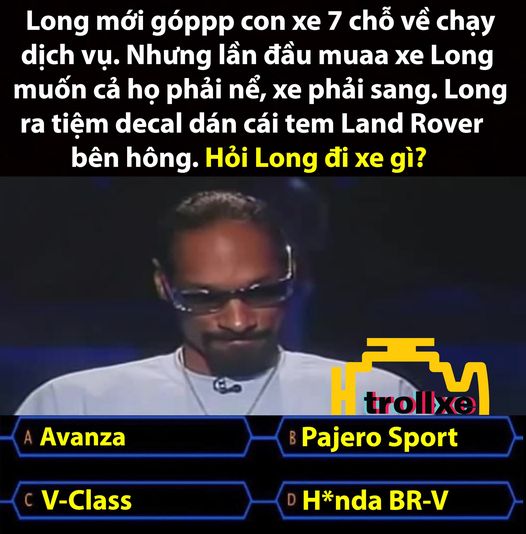 Long mới gópppp con xe 7 chỗ về chạy
dịch vụ. Nhưng lần đầu muaa xe Long
muốn cả họ phải nể, xe phải sang. Long
ra tiệm decal dán cái tem Land Rover
bên hông. Hỏi Long đi xe gì?
trollxe
A Avanza
B Pajero Sport
C V-Class
D H*nda BR-V